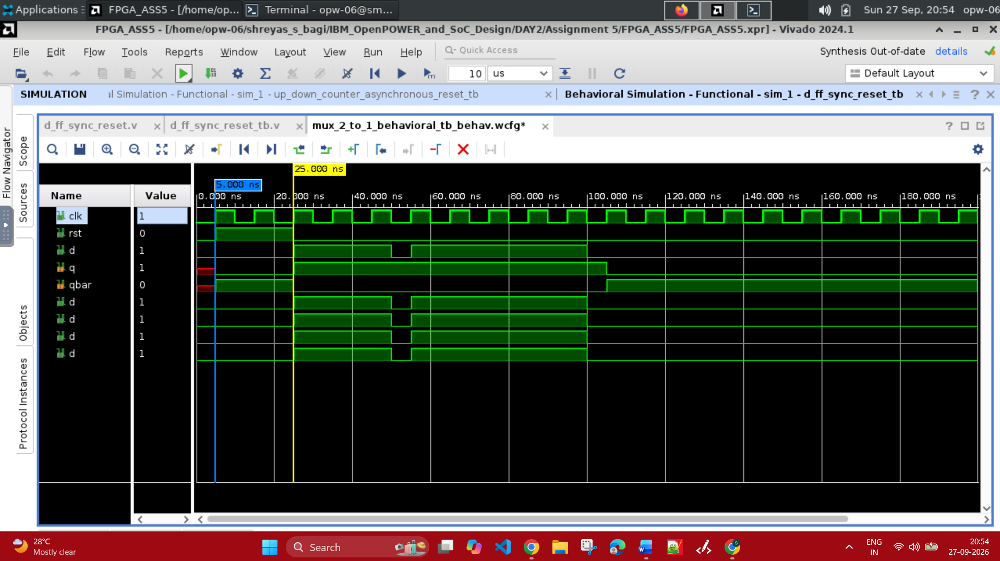 Applications
FPGA_ASS5 - [/home/op...
Terminal - opw-06@sm...
Sun 27 Sep, 20:54
opw-06
FPGA_ASS5 - [/home/opw-06/shreyas_s_bagi/IBM_OpenPOWER_and_SoC_Design/DAY2/Assignment 5/FPGA_ASS5/FPGA_ASS5.xpr] - Vivado 2024.1
File Edit Flow Tools Reports Window Layout View Run Help
Quick Access
Synthesis Out-of-date details
10 us
Default Layout
SIMULATION
al Simulation - Functional - sim_1 - up_down_counter_asynchronous_reset_tb
Behavioral Simulation - Functional - sim_1 - d_ff_sync_reset_tb
Flow Navigator
Scope
Sources
Objects
Protocol Instances
d_ff_sync_reset.v
d_ff_sync_reset_tb.v
mux_2_to_1_behavioral_tb_behav.wcfg*
25.000 ns
5.000 ns
Name Value
0.000 ns 20.000 ns 40.000 ns 60.000 ns 80.000 ns 100.000 ns 120.000 ns 140.000 ns 160.000 ns 180.000 ns
clk 1
rst 0
d 1
q 1
qbar 0
d 1
d 1
d 1
d 1
28°C
Mostly clear
Search
ENG
IN
20:54
27-09-2026